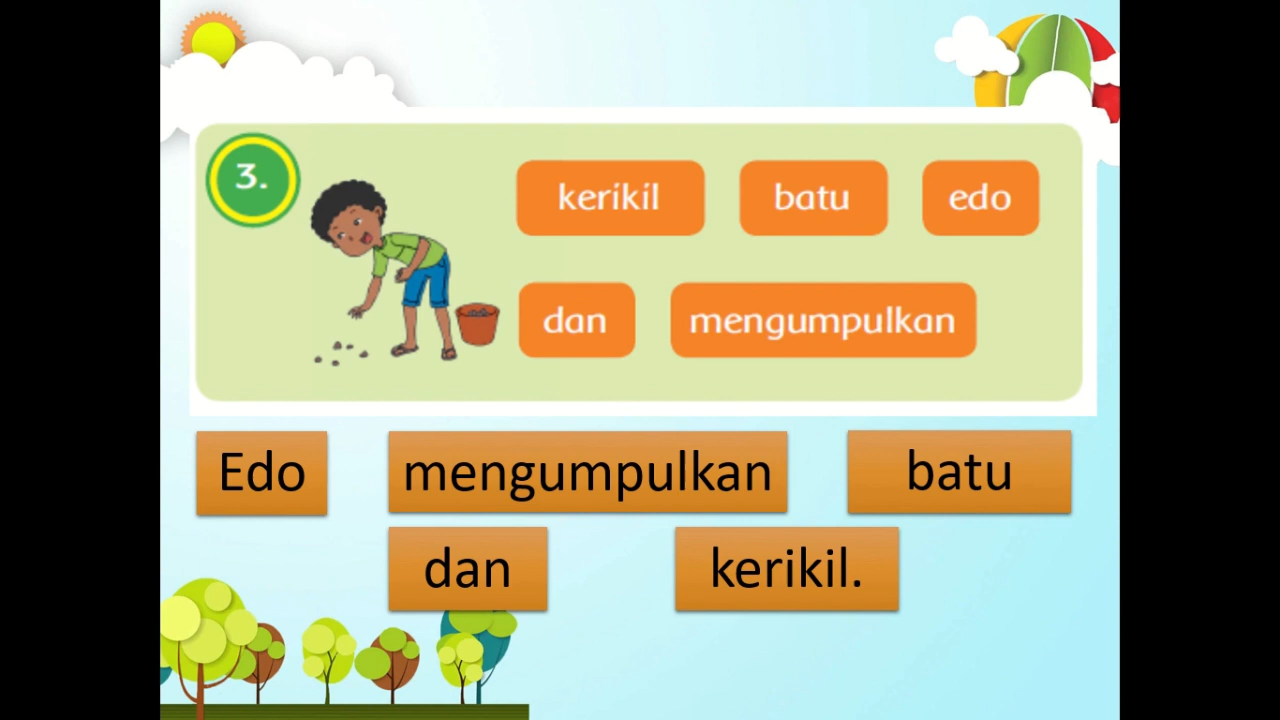 3.
kerikil batu edo
dan mengumpulkan
Edo mengumpulkan batu
dan kerikil.